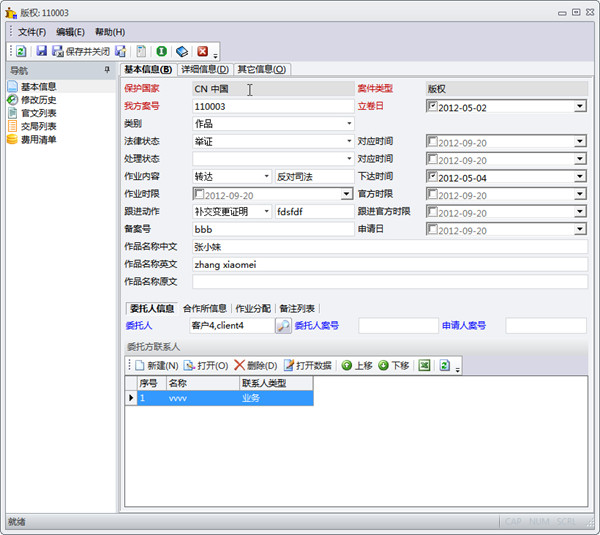 版权: 110003
文件(F) 编辑(E) 帮助(H)
保存并关闭
导航
基本信息
修改历史
官文列表
交局列表
费用清单
基本信息(B) 详细信息(D) 其它信息(O)
保护国家 CN 中国 案件类型 版权
我方案号 110003 立卷日 2012-05-02
类别 作品
法律状态 举证 对应时间 2012-09-20
处理状态 对应时间 2012-09-20
作业内容 转达 反对司法 下达时间 2012-05-04
作业时限 2012-09-20 官方时限 2012-09-20
跟进动作 补交变更证明 fdsfdf 跟进官方时限 2012-09-20
备案号 bbb 申请日 2012-09-20
作品名称中文 张小妹
作品名称英文 zhang xiaomei
作品名称原文
委托人信息 合作所信息 作业分配 备注列表
委托人 客户4,client4 委托人案号 申请人案号
委托方联系人
新建(N) 打开(O) 删除(D) 打开数据 上移 下移
序号 名称 联系人类型
1 vvvv 业务
就绪 CAP NUM SCRL